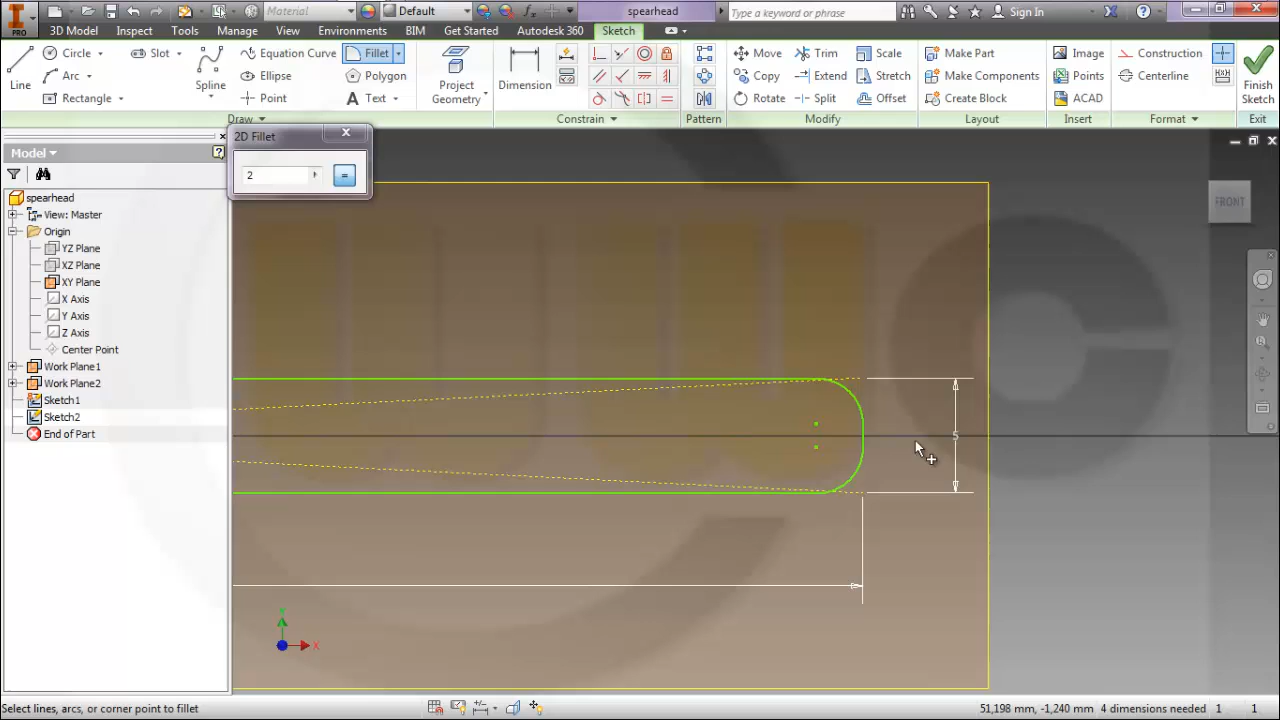 PRO
Material
Default
spearhead
Type a keyword or phrase
Sign In
3D Model Inspect Tools Manage View Environments BIM Get Started Autodesk 360 Sketch
Line
Circle
Arc
Rectangle
Slot
Spline
Equation Curve
Ellipse
Point
Fillet
Polygon
Text
Draw
Project
Geometry
Dimension
Constrain
Pattern
Move
Copy
Rotate
Trim
Extend
Split
Scale
Stretch
Offset
Modify
Make Part
Make Components
Create Block
Layout
Image
Points
ACAD
Insert
Construction
Centerline
Format
Finish
Sketch
Exit
2D Fillet
2
=
Model
spearhead
View: Master
Origin
YZ Plane
XZ Plane
XY Plane
X Axis
Y Axis
Z Axis
Center Point
Work Plane1
Work Plane2
Sketch1
Sketch2
End of Part
FRONT
5
Y
X
Select lines, arcs, or corner point to fillet
51,198 mm, -1,240 mm 4 dimensions needed 1 1